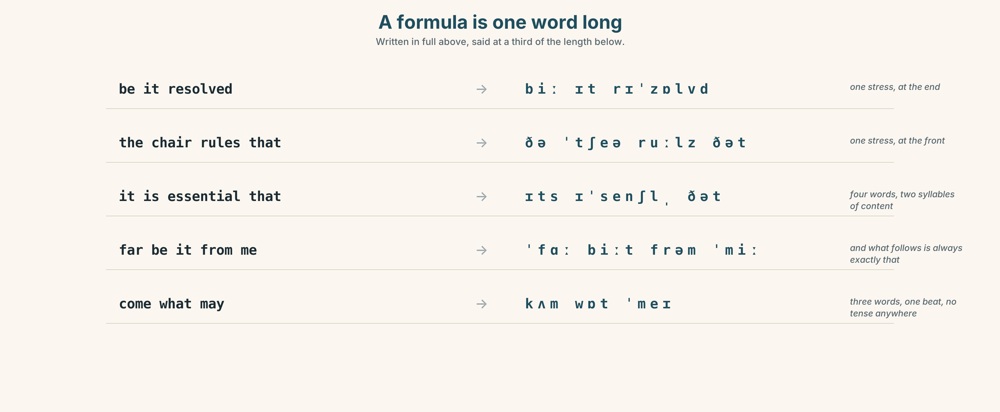 A formula is one word long
Written in full above, said at a third of the length below.
be it resolved → biː ɪt rɪˈzɒlvd one stress, at the end
the chair rules that → ðə ˈtʃeə ruːlz ðət one stress, at the front
it is essential that → ɪts ɪˈsenʃlˌ ðət four words, two syllables
of content
far be it from me → ˈfɑː biːt frəm ˈmiː and what follows is always
exactly that
come what may → kʌm wɒt ˈmeɪ three words, one beat, no
tense anywhere